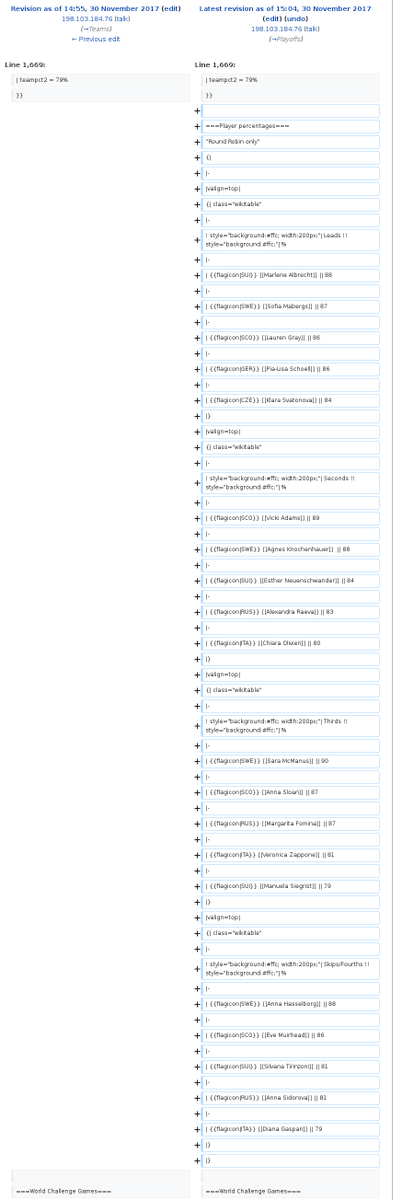 Revision as of 14:55, 30 November 2017 (edit)
198.103.184.76 (talk)
(→Teams)
← Previous edit
Latest revision as of 15:04, 30 November 2017
(edit) (undo)
198.103.184.76 (talk)
(→Playoffs)
Line 1,669:
Line 1,669:
| teampct2 = 79%
| teampct2 = 79%
}}
}}
+
+ ===Player percentages===
+ "Round Robin only"
+ {|
+ |-
+ |valign=top|
+ {| class="wikitable"
+ |-
+ ! style="background:#ffc; width:200px;"| Leads !!
style="background:#ffc;"| %
+ |-
+ | {{flagicon|SUI}} [[Marlene Albrecht]] || 88
+ |-
+ | {{flagicon|SWE}} [[Sofia Mabergs]] || 87
+ |-
+ | {{flagicon|SCO}} [[Lauren Gray]] || 86
+ |-
+ | {{flagicon|GER}} [[Pia-Lisa Schoell]] || 86
+ |-
+ | {{flagicon|CZE}} [[Klara Svatonova]] || 84
+ |}
+ |valign=top|
+ {| class="wikitable"
+ |-
+ ! style="background:#ffc; width:200px;"| Seconds !!
style="background:#ffc;"| %
+ |-
+ | {{flagicon|SCO}} [[Vicki Adams]] || 89
+ |-
+ | {{flagicon|SWE}} [[Agnes Knochenhauer]] || 88
+ |-
+ | {{flagicon|SUI}} [[Esther Neuenschwander]] || 84
+ |-
+ | {{flagicon|RUS}} [[Alexandra Raeva]] || 83
+ |-
+ | {{flagicon|ITA}} [[Chiara Olivieri]] || 80
+ |}
+ |valign=top|
+ {| class="wikitable"
+ |-
+ ! style="background:#ffc; width:200px;"| Thirds !!
style="background:#ffc;"| %
+ |-
+ | {{flagicon|SWE}} [[Sara McManus]] || 90
+ |-
+ | {{flagicon|SCO}} [[Anna Sloan]] || 87
+ |-
+ | {{flagicon|RUS}} [[Margarita Fomina]] || 87
+ |-
+ | {{flagicon|ITA}} [[Veronica Zappone]] || 81
+ |-
+ | {{flagicon|SUI}} [[Manuela Siegrist]] || 79
+ |}
+ |valign=top|
+ {| class="wikitable"
+ |-
+ ! style="background:#ffc; width:200px;"| Skips/Fourths !!
style="background:#ffc;"| %
+ |-
+ | {{flagicon|SWE}} [[Anna Hasselborg]] || 88
+ |-
+ | {{flagicon|SCO}} [[Eve Muirhead]] || 86
+ |-
+ | {{flagicon|SUI}} [[Silvana Tirinzoni]] || 81
+ |-
+ | {{flagicon|RUS}} [[Anna Sidorova]] || 81
+ |-
+ | {{flagicon|ITA}} [[Diana Gaspari]] || 79
+ |}
+ |}
===World Challenge Games===
===World Challenge Games===